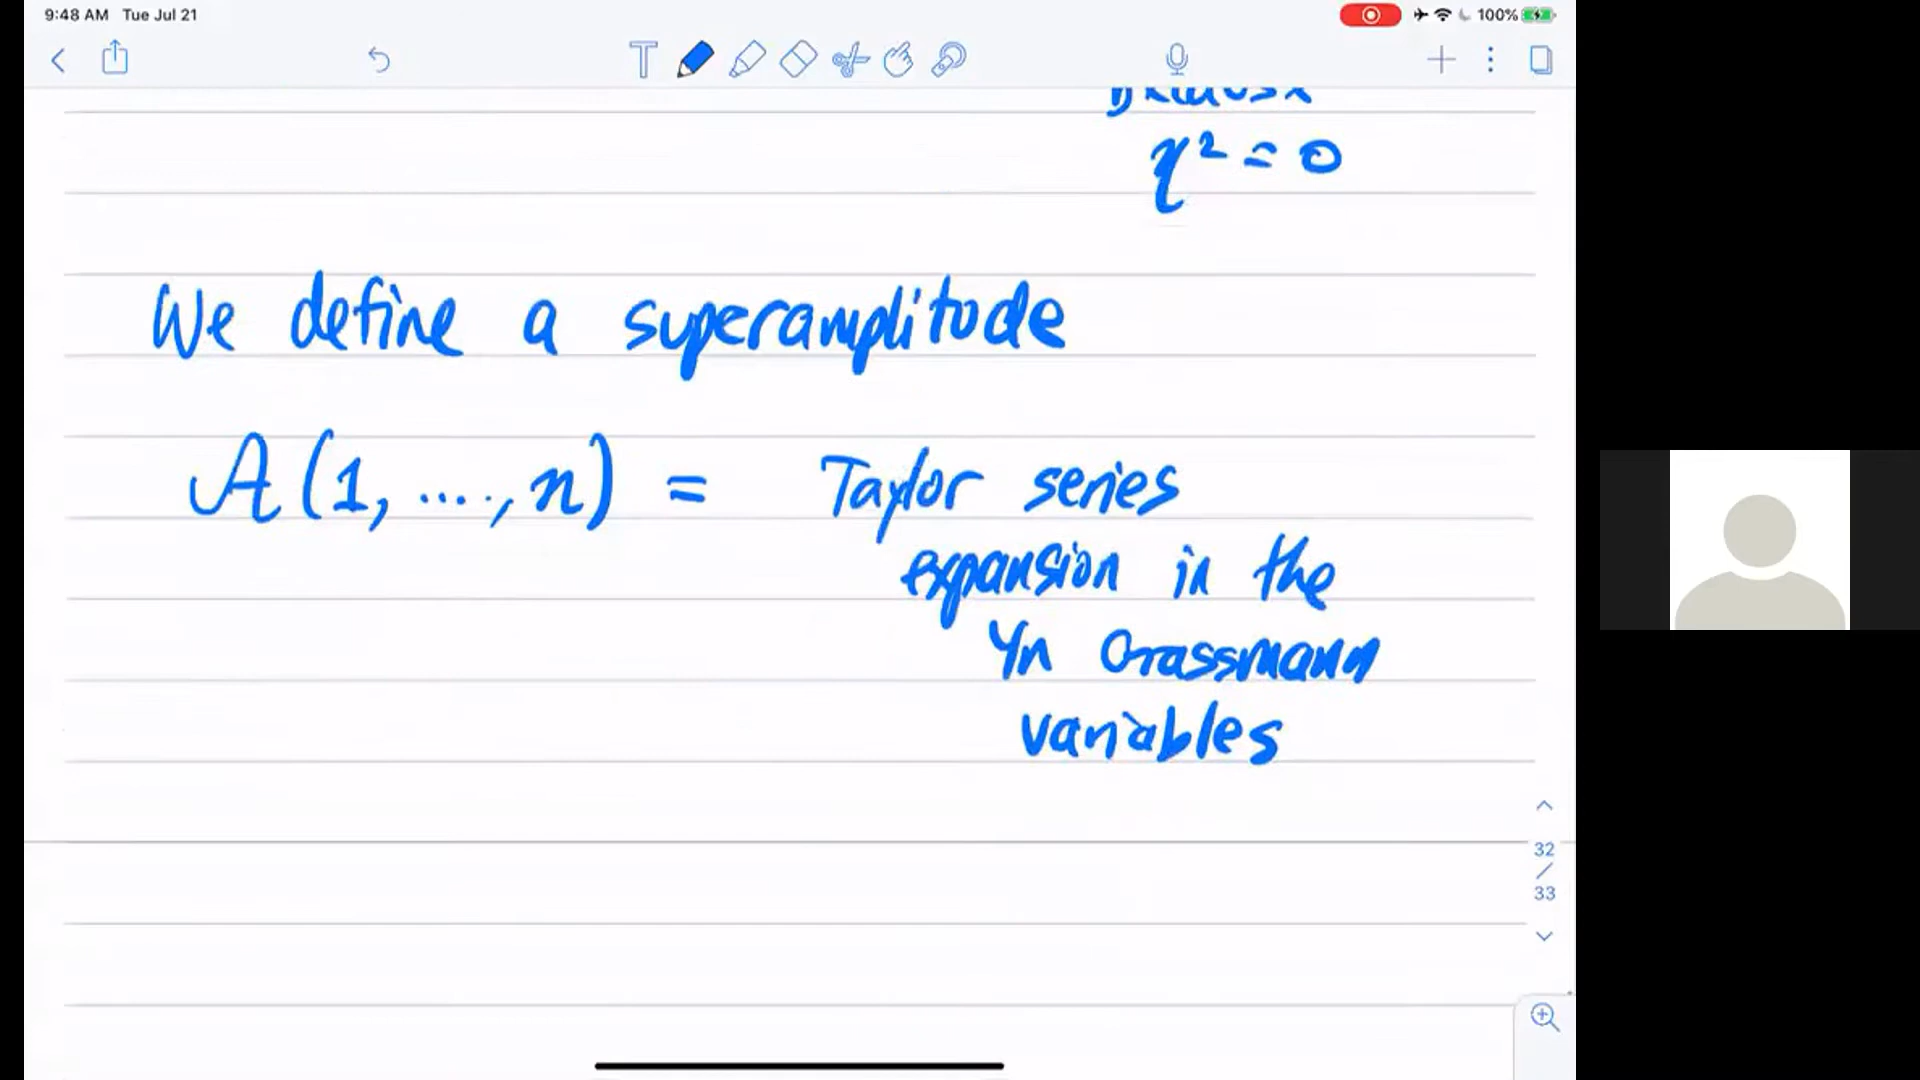 9:48 AM Tue Jul 21
100%
T
η² = 0
We define a superamplitude
A(1, ...., n) = Taylor series
expansion in the
4n Grassmann
variables
32
/
33